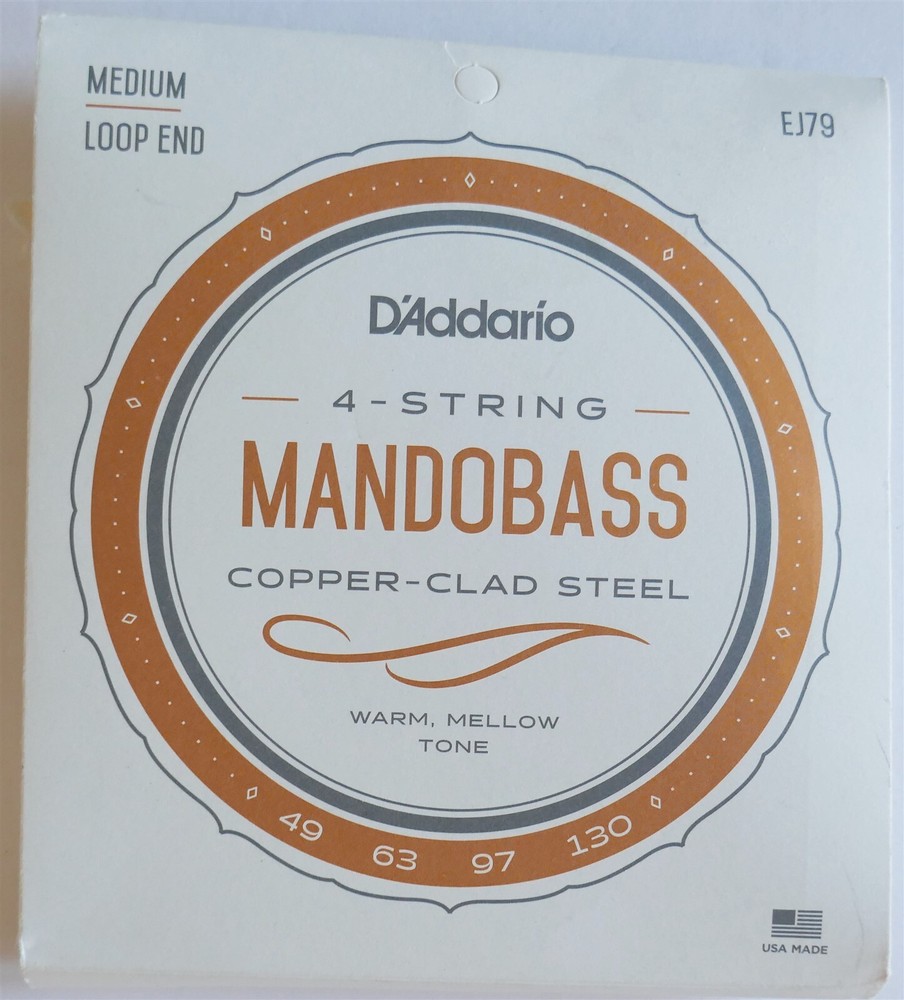 MEDIUM
LOOP END
EJ79
D'Addario
4-STRING
MANDOBASS
COPPER-CLAD STEEL
WARM, MELLOW
TONE
49 63 97 130
USA MADE